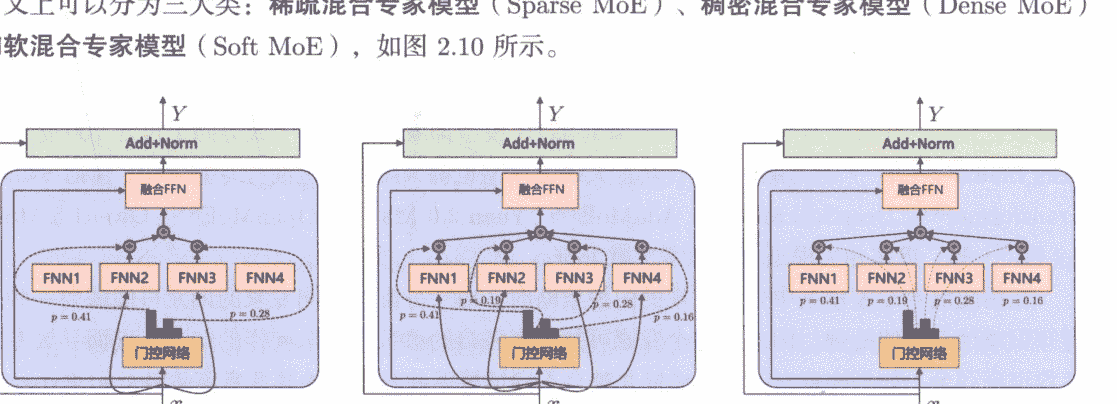 义上可以分为三大类：稀疏混合专家模型（Sparse MoE）、稠密混合专家模型（Dense MoE）
和软混合专家模型（Soft MoE），如图 2.10 所示。
Y
Add+Norm
融合FFN
FNN1 FNN2 FNN3 FNN4
p = 0.41 p = 0.28
门控网络
x
Y
Add+Norm
融合FFN
FNN1 FNN2 FNN3 FNN4
p = 0.41 p = 0.19 p = 0.28 p = 0.16
门控网络
x
Y
Add+Norm
融合FFN
FNN1 FNN2 FNN3 FNN4
p = 0.41 p = 0.19 p = 0.28 p = 0.16
门控网络
x